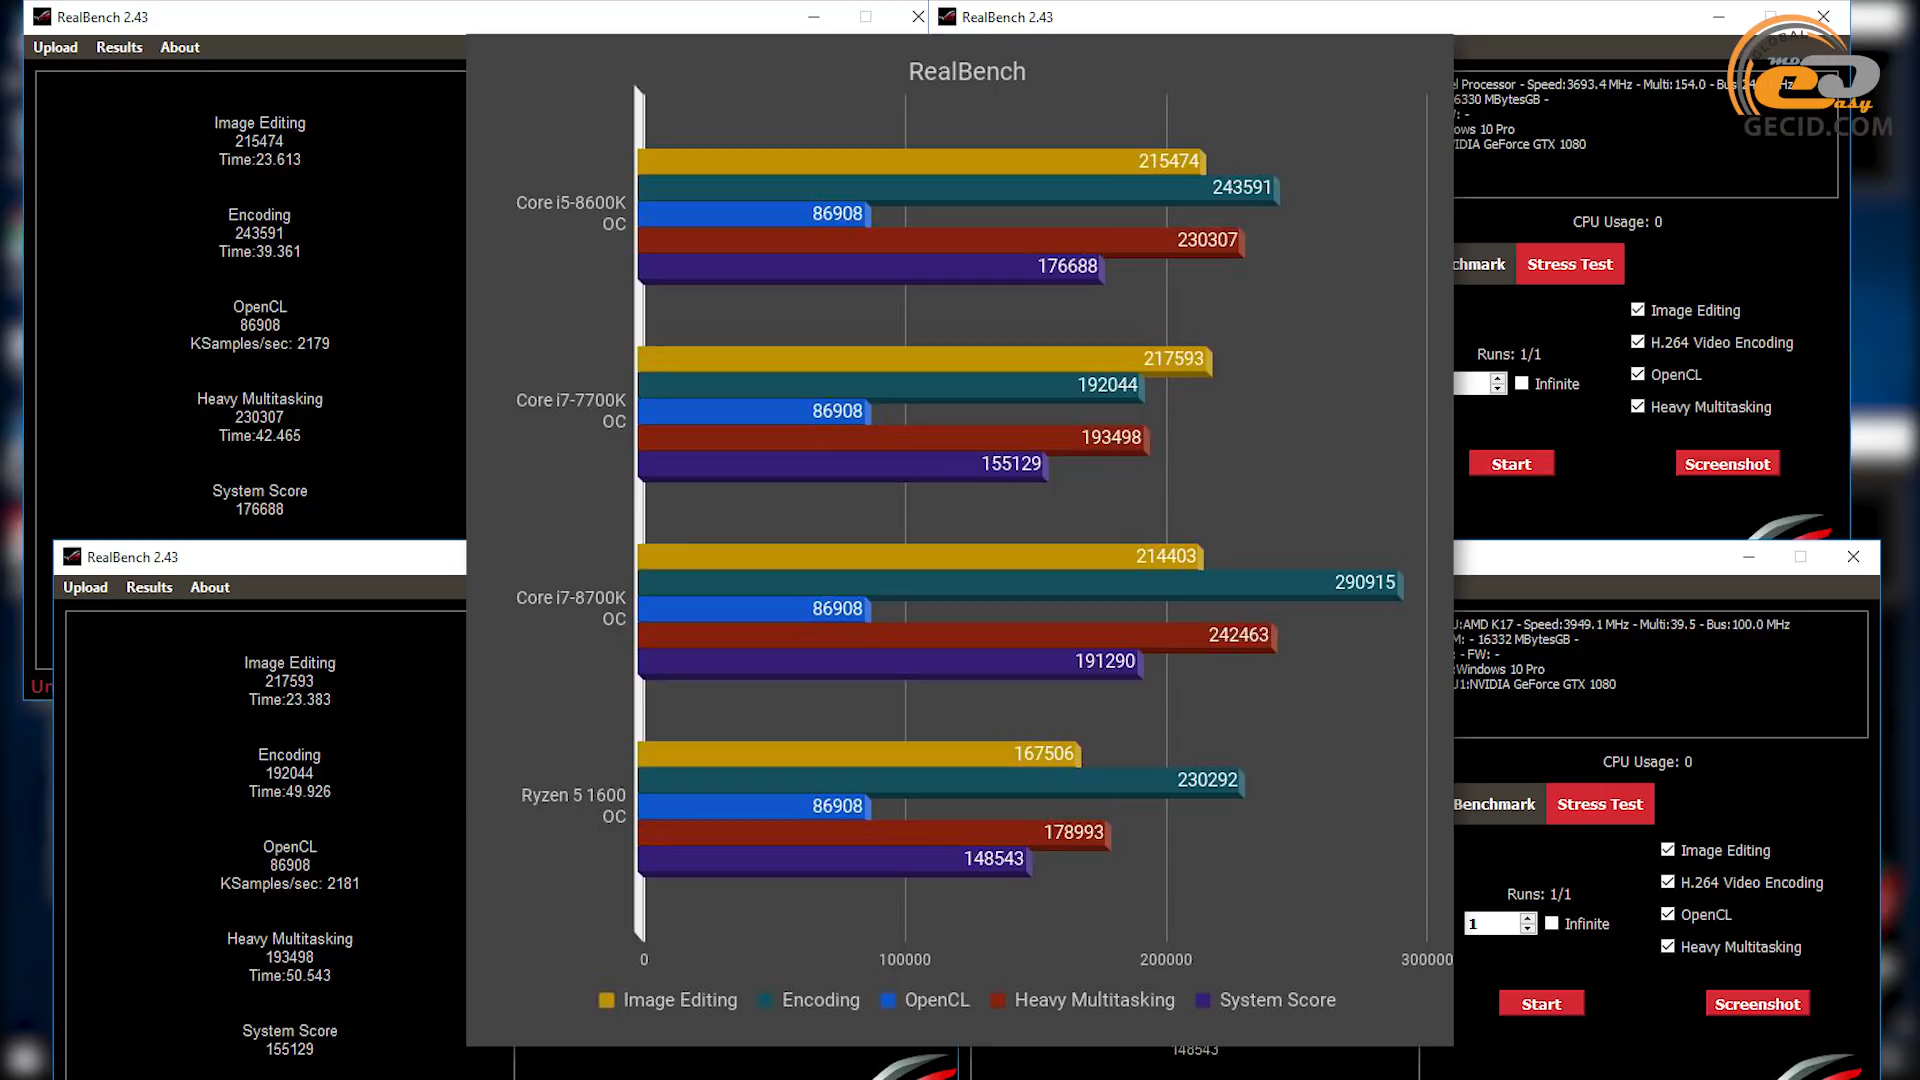 RealBench 2.43
Upload Results About
Image Editing
215474
Time:23.613
Encoding
243591
Time:39.361
OpenCL
86908
KSamples/sec: 2179
Heavy Multitasking
230307
Time:42.465
System Score
176688
Un
RealBench 2.43
Upload Results About
Image Editing
217593
Time:23.383
Encoding
192044
Time:49.926
OpenCL
86908
KSamples/sec: 2181
Heavy Multitasking
193498
Time:50.543
System Score
155129
RealBench
Core i5-8600K
OC
215474
243591
86908
230307
176688
Core i7-7700K
OC
217593
192044
86908
193498
155129
Core i7-8700K
OC
214403
290915
86908
242463
191290
Ryzen 5 1600
OC
167506
230292
86908
178993
148543
0 100000 200000 300000
Image Editing Encoding OpenCL Heavy Multitasking System Score
148543
RealBench 2.43
el Processor - Speed:3693.4 MHz - Multi:154.0 - Bus:24 MHz
6330 MBytesGB -
ows 10 Pro
IDIA GeForce GTX 1080
CPU Usage: 0
chmark Stress Test
Image Editing
H.264 Video Encoding
OpenCL
Heavy Multitasking
Runs: 1/1
Infinite
Start Screenshot
GLOBAL
easy
GECID.COM
J:AMD K17 - Speed:3949.1 MHz - Multi:39.5 - Bus:100.0 MHz
M: - 16332 MBytesGB -
- FW: -
:Windows 10 Pro
J1:NVIDIA GeForce GTX 1080
CPU Usage: 0
Benchmark Stress Test
Image Editing
H.264 Video Encoding
OpenCL
Heavy Multitasking
Runs: 1/1
1 Infinite
Start Screenshot